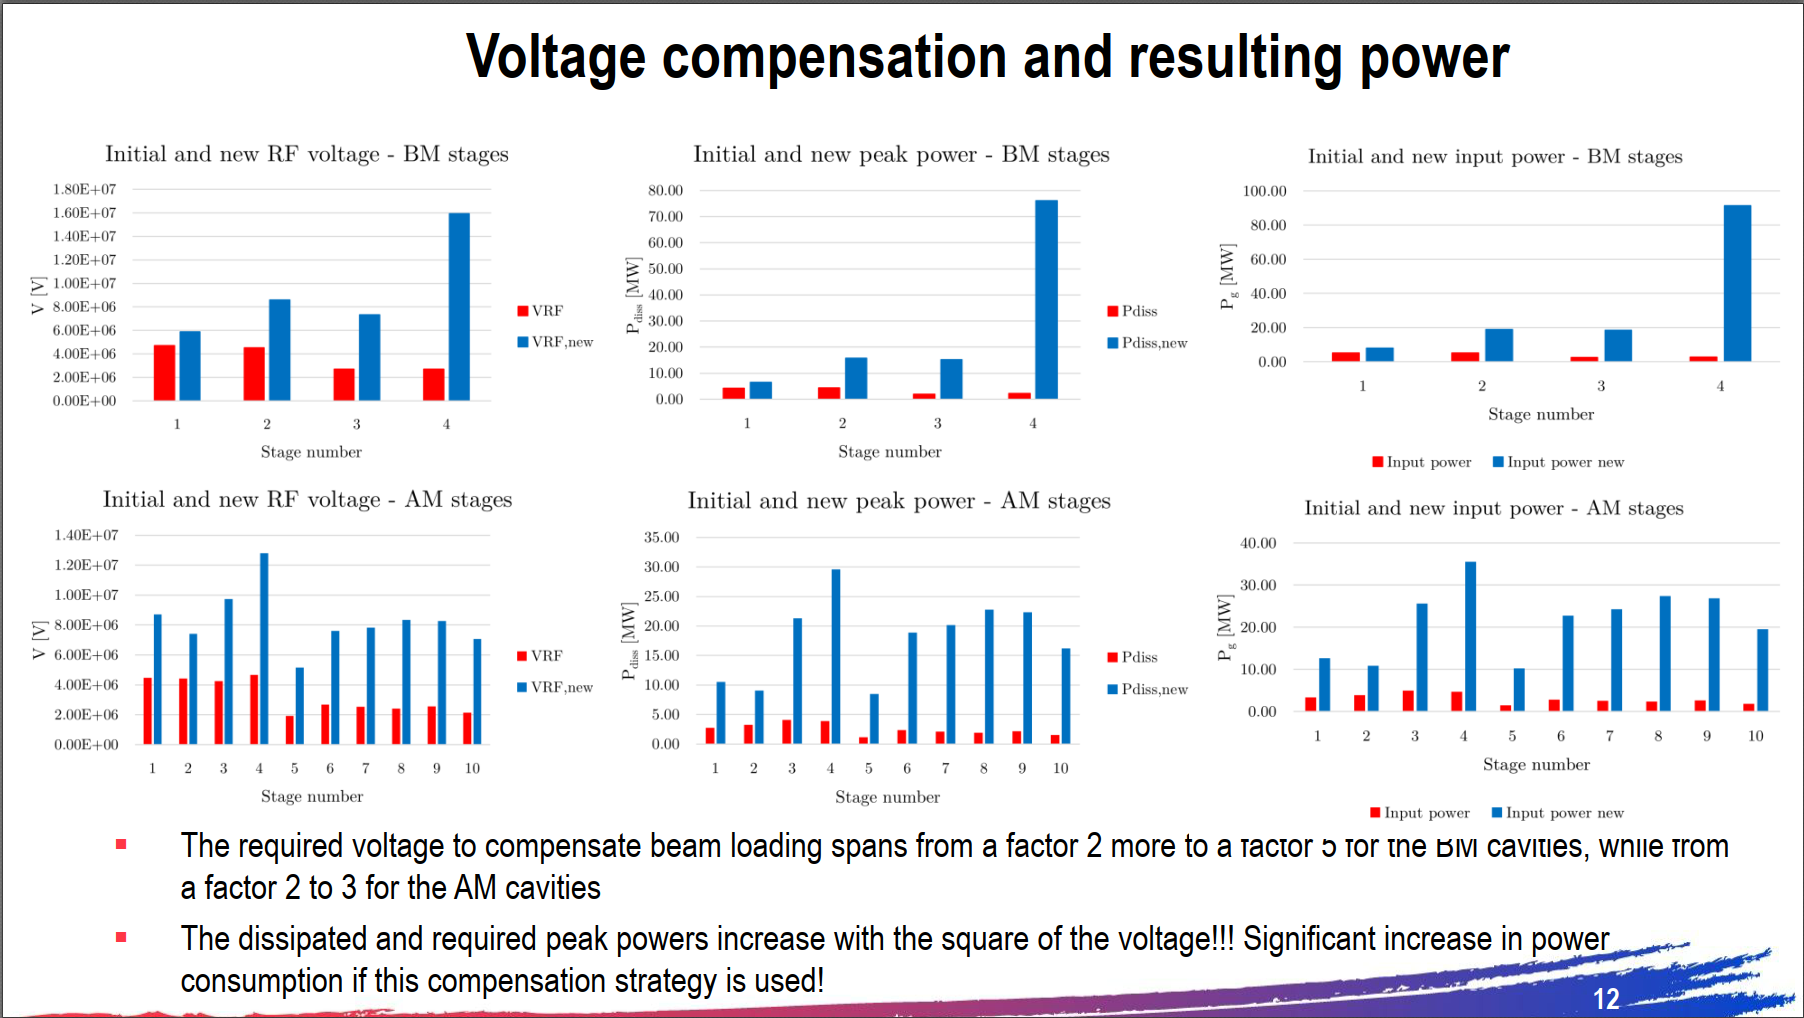 Voltage compensation and resulting power
Initial and new RF voltage - BM stages
1.80E+07
1.60E+07
1.40E+07
1.20E+07
1.00E+07
8.00E+06
6.00E+06
4.00E+06
2.00E+06
0.00E+00
V [V]
1 2 3 4
Stage number
VRF
VRF,new
Initial and new peak power - BM stages
80.00
70.00
60.00
50.00
40.00
30.00
20.00
10.00
0.00
Pdiss [MW]
1 2 3 4
Stage number
Pdiss
Pdiss,new
Initial and new input power - BM stages
100.00
80.00
60.00
40.00
20.00
0.00
Pg [MW]
1 2 3 4
Stage number
Input power Input power new
Initial and new RF voltage - AM stages
1.40E+07
1.20E+07
1.00E+07
8.00E+06
6.00E+06
4.00E+06
2.00E+06
0.00E+00
V [V]
1 2 3 4 5 6 7 8 9 10
Stage number
VRF
VRF,new
Initial and new peak power - AM stages
35.00
30.00
25.00
20.00
15.00
10.00
5.00
0.00
Pdiss [MW]
1 2 3 4 5 6 7 8 9 10
Stage number
Pdiss
Pdiss,new
Initial and new input power - AM stages
40.00
30.00
20.00
10.00
0.00
Pg [MW]
1 2 3 4 5 6 7 8 9 10
Stage number
Input power Input power new
The required voltage to compensate beam loading spans from a factor 2 more to a factor 5 for the BM cavities, while from
a factor 2 to 3 for the AM cavities
The dissipated and required peak powers increase with the square of the voltage!!! Significant increase in power
consumption if this compensation strategy is used!
12